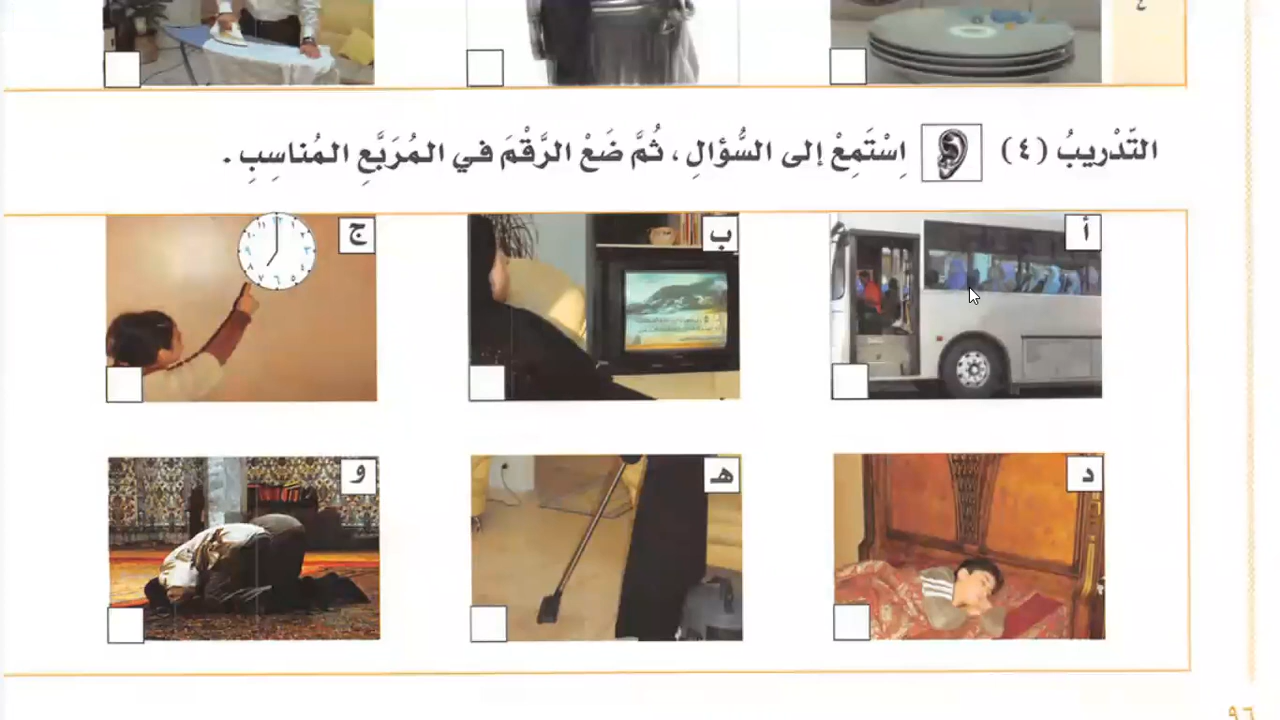 التَّدْرِيبُ (٤) اِسْتَمِعْ إلى السُّؤالِ، ثُمَّ ضَعْ الرَّقْمَ في المُرَبَّعِ المُناسِبِ.
أ
ب
ج
د
هـ
و
٩٦